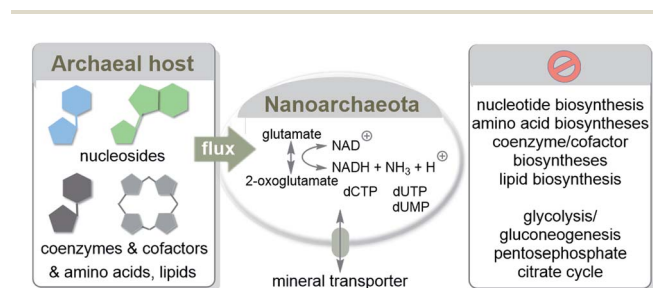 Archaeal host
nucleosides
coenzymes & cofactors
& amino acids, lipids
flux
Nanoarchaeota
glutamate
2-oxoglutamate
NAD⊕
NADH + NH₃ + H⊕
dCTP dUTP
dUMP
mineral transporter
nucleotide biosynthesis
amino acid biosyntheses
coenzyme/cofactor
biosyntheses
lipid biosynthesis
glycolysis/
gluconeogenesis
pentosephosphate
citrate cycle